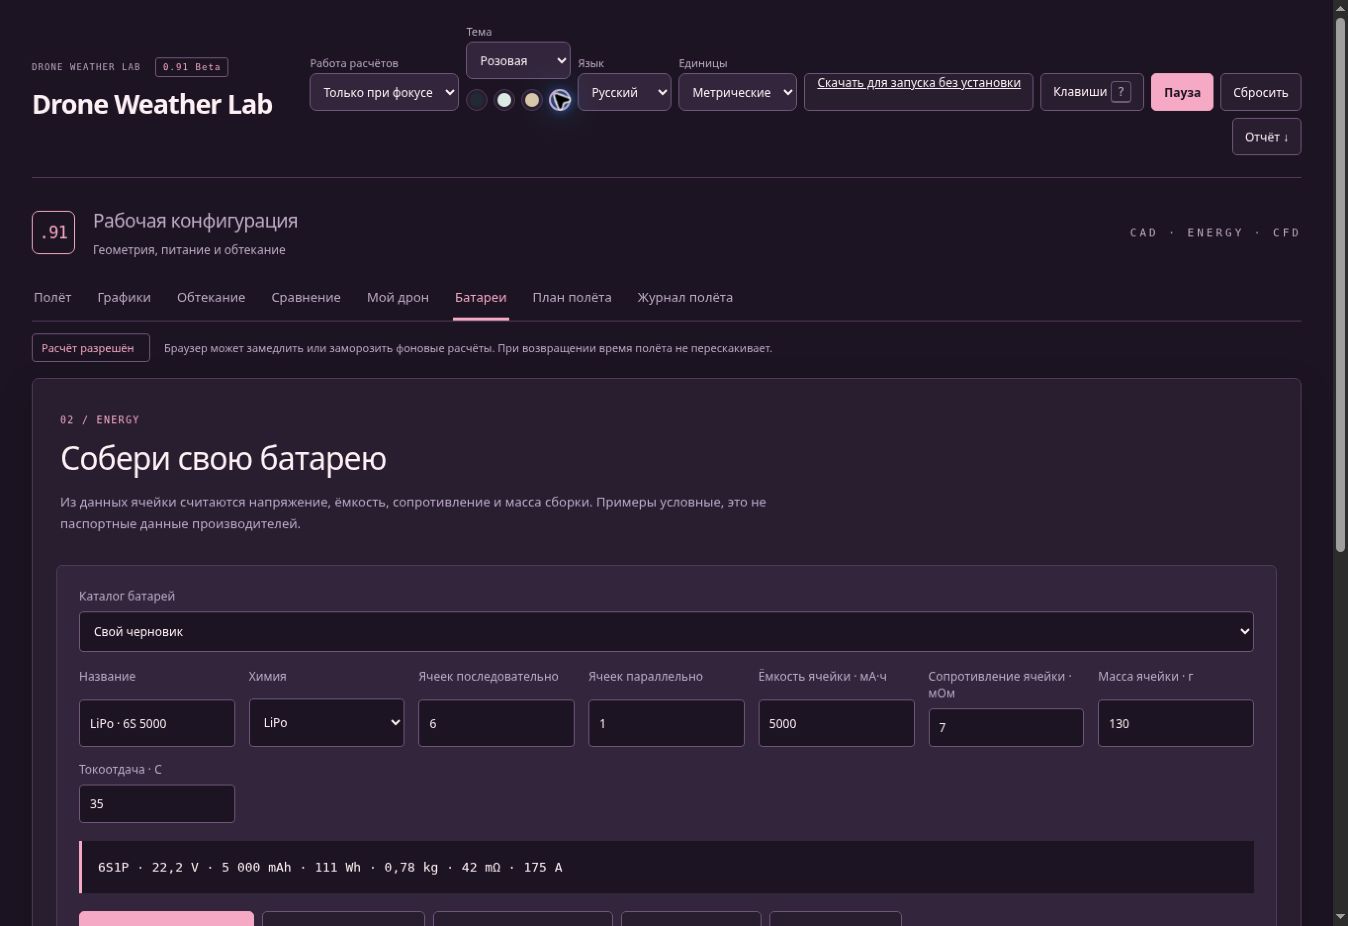 Тема
DRONE WEATHER LAB
0.91 Beta
Drone Weather Lab
Работа расчётов
Только при фокусе
Розовая
Язык
Русский
Единицы
Метрические
Скачать для запуска без установки
Клавиши ?
Пауза
Сбросить
Отчёт ↓
.91
Рабочая конфигурация
Геометрия, питание и обтекание
CAD · ENERGY · CFD
Полёт
Графики
Обтекание
Сравнение
Мой дрон
Батареи
План полёта
Журнал полёта
Расчёт разрешён
Браузер может замедлить или заморозить фоновые расчёты. При возвращении время полёта не перескакивает.
02 / ENERGY
Собери свою батарею
Из данных ячейки считаются напряжение, ёмкость, сопротивление и масса сборки. Примеры условные, это не
паспортные данные производителей.
Каталог батарей
Свой черновик
Название
LiPo · 6S 5000
Химия
LiPo
Ячеек последовательно
6
Ячеек параллельно
1
Ёмкость ячейки · мА·ч
5000
Сопротивление ячейки ·
мОм
7
Масса ячейки · г
130
Токоотдача · C
35
6S1P · 22,2 V · 5 000 mAh · 111 Wh · 0,78 kg · 42 mΩ · 175 A